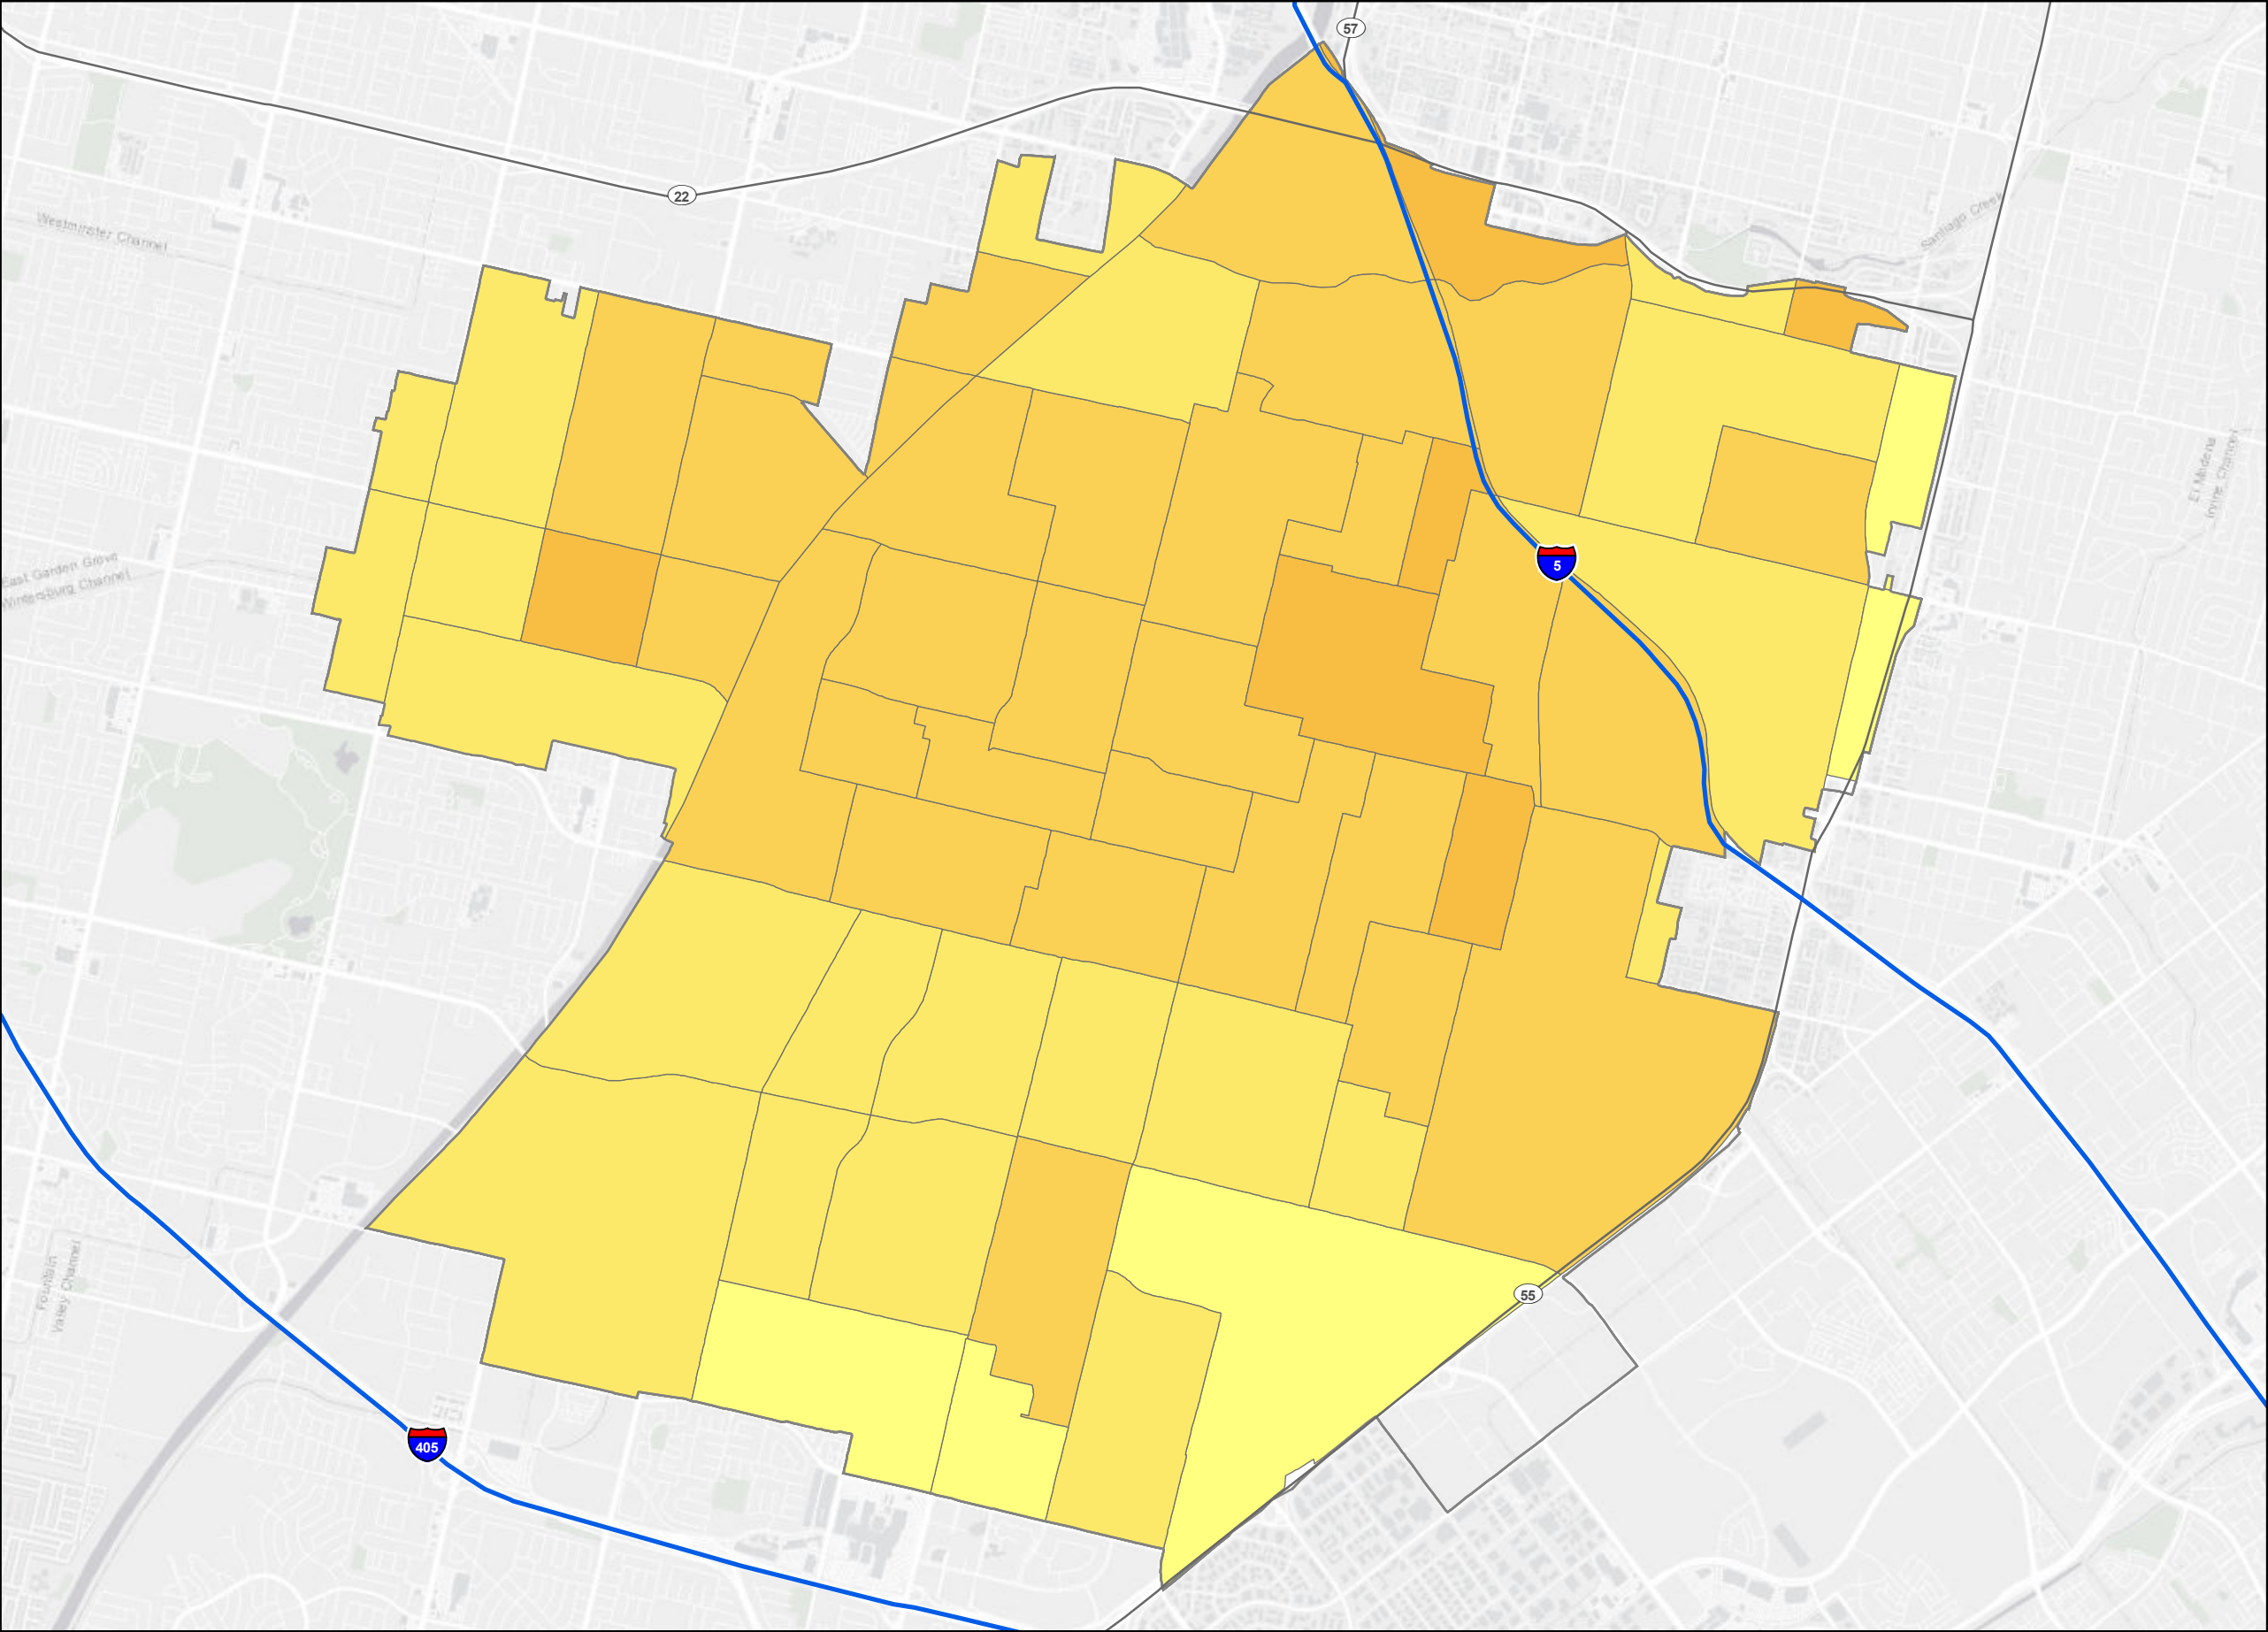 57
22
Westminster Channel
Santiago Creek
El Modena
Irvine Channel
East Garden Grove
Wintersburg Channel
5
Fountain
Valley Channel
55
405